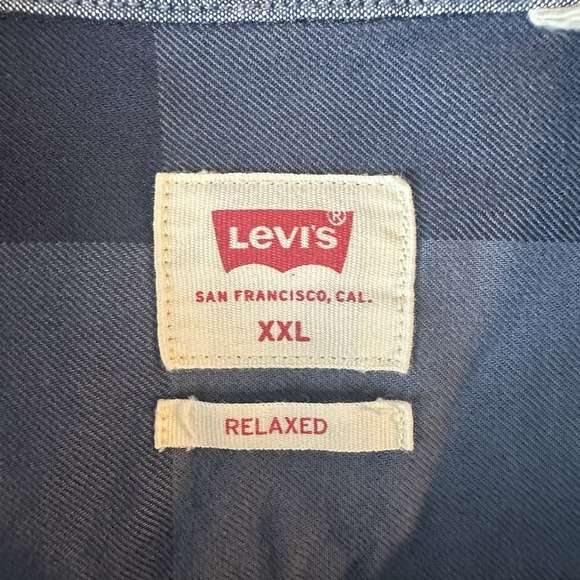 Levi's®
SAN FRANCISCO, CAL.
XXL
RELAXED